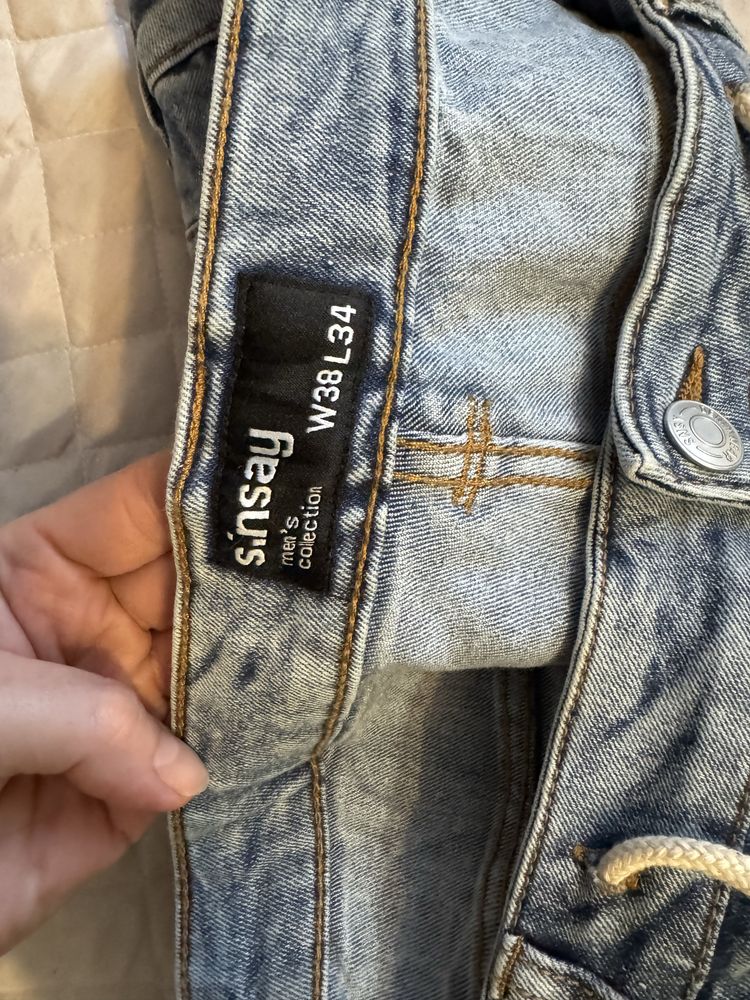 sinsay
men's
collection
W38 L34